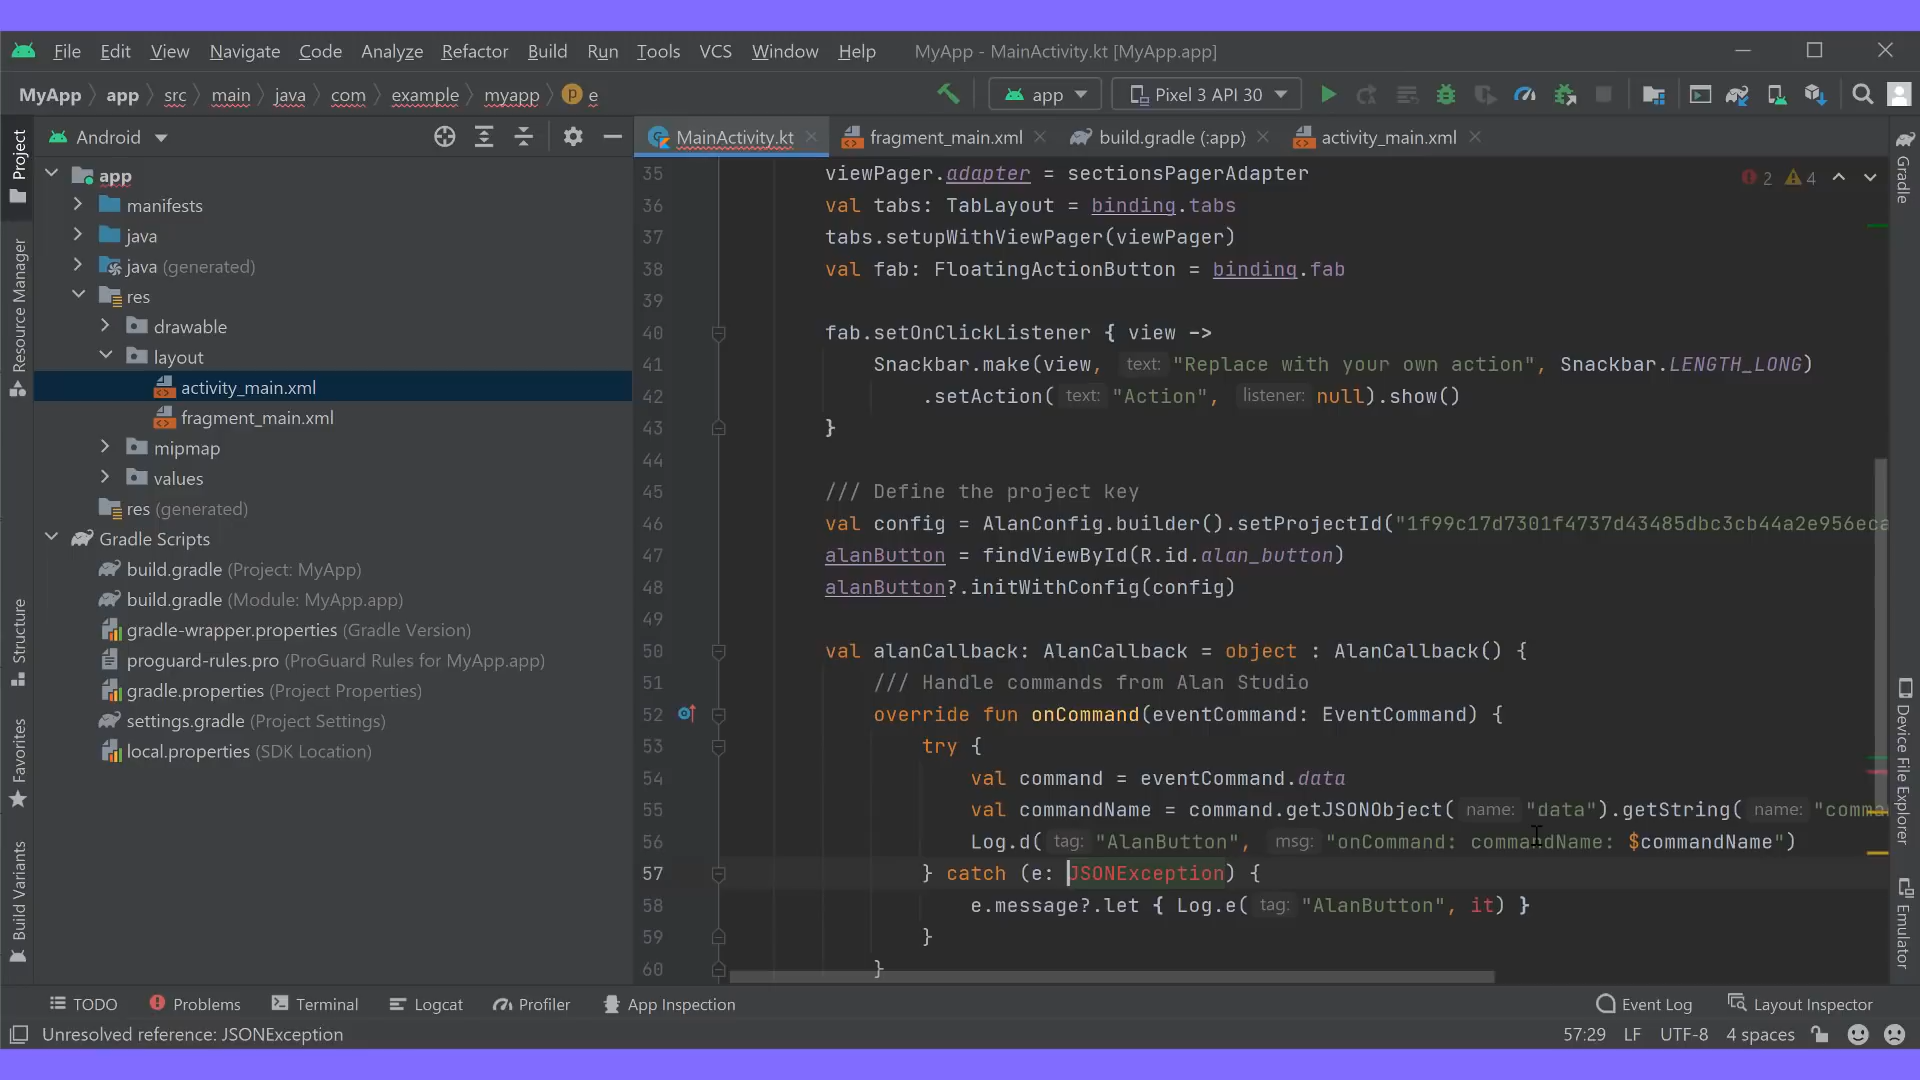 File Edit View Navigate Code Analyze Refactor Build Run Tools VCS Window Help MyApp - MainActivity.kt [MyApp.app]
MyApp app src main java com example myapp p e app Pixel 3 API 30
Project
Resource Manager
Structure
Favorites
Build Variants
Android
app
manifests
java
java (generated)
res
drawable
layout
activity_main.xml
fragment_main.xml
mipmap
values
res (generated)
Gradle Scripts
build.gradle (Project: MyApp)
build.gradle (Module: MyApp.app)
gradle-wrapper.properties (Gradle Version)
proguard-rules.pro (ProGuard Rules for MyApp.app)
gradle.properties (Project Properties)
settings.gradle (Project Settings)
local.properties (SDK Location)
MainActivity.kt fragment_main.xml build.gradle (:app) activity_main.xml
2 4
35 viewPager.adapter = sectionsPagerAdapter
36 val tabs: TabLayout = binding.tabs
37 tabs.setupWithViewPager(viewPager)
38 val fab: FloatingActionButton = binding.fab
39
40 fab.setOnClickListener { view ->
41 Snackbar.make(view, text: "Replace with your own action", Snackbar.LENGTH_LONG)
42 .setAction( text: "Action", listener: null).show()
43 }
44
45 /// Define the project key
46 val config = AlanConfig.builder().setProjectId("1f99c17d7301f4737d43485dbc3cb44a2e956eca
47 alanButton = findViewById(R.id.alan_button)
48 alanButton?.initWithConfig(config)
49
50 val alanCallback: AlanCallback = object : AlanCallback() {
51 /// Handle commands from Alan Studio
52 override fun onCommand(eventCommand: EventCommand) {
53 try {
54 val command = eventCommand.data
55 val commandName = command.getJSONObject( name: "data").getString( name: "comma
56 Log.d( tag: "AlanButton", msg: "onCommand: commandName: $commandName")
57 } catch (e: JSONException) {
58 e.message?.let { Log.e( tag: "AlanButton", it) }
59 }
60 }
Gradle
Device File Explorer
Emulator
TODO Problems Terminal Logcat Profiler App Inspection Event Log Layout Inspector
Unresolved reference: JSONException 57:29 LF UTF-8 4 spaces